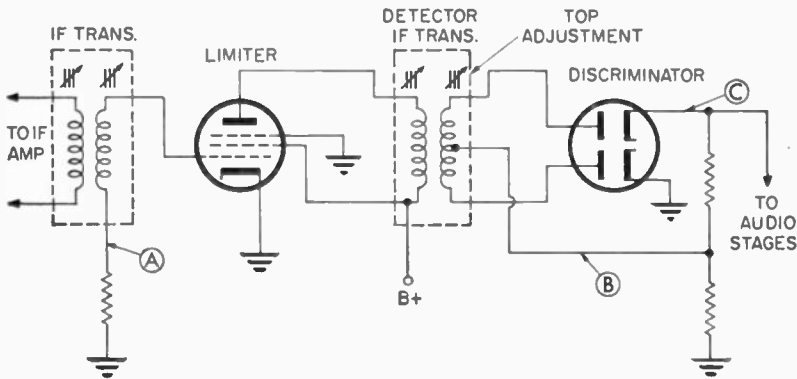 IF TRANS.
LIMITER
DETECTOR
IF TRANS.
TOP
ADJUSTMENT
DISCRIMINATOR
C
TO IF
AMP
A
B+
B
TO
AUDIO
STAGES